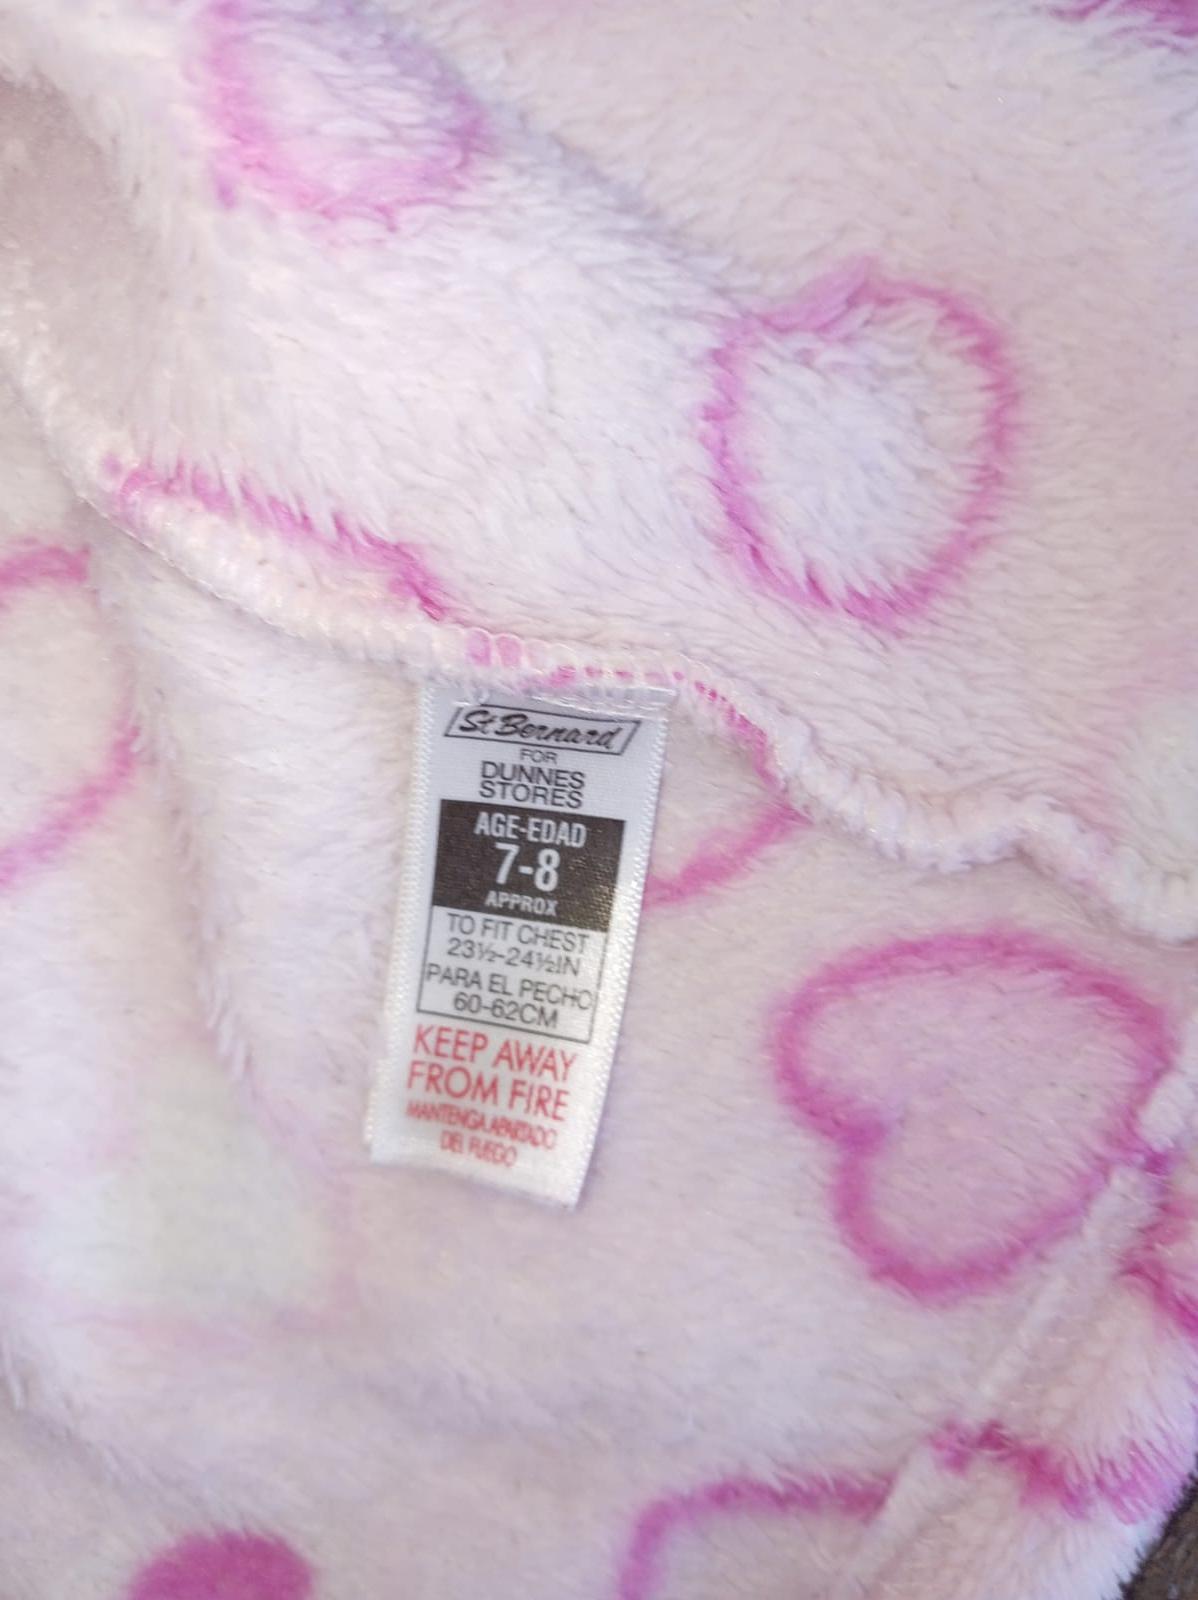 St Bernard
FOR
DUNNES
STORES
AGE-EDAD
7-8
APPROX
TO FIT CHEST
23½-24½IN
PARA EL PECHO
60-62CM
KEEP AWAY
FROM FIRE
MANTENGA APARTADO
DEL FUEGO